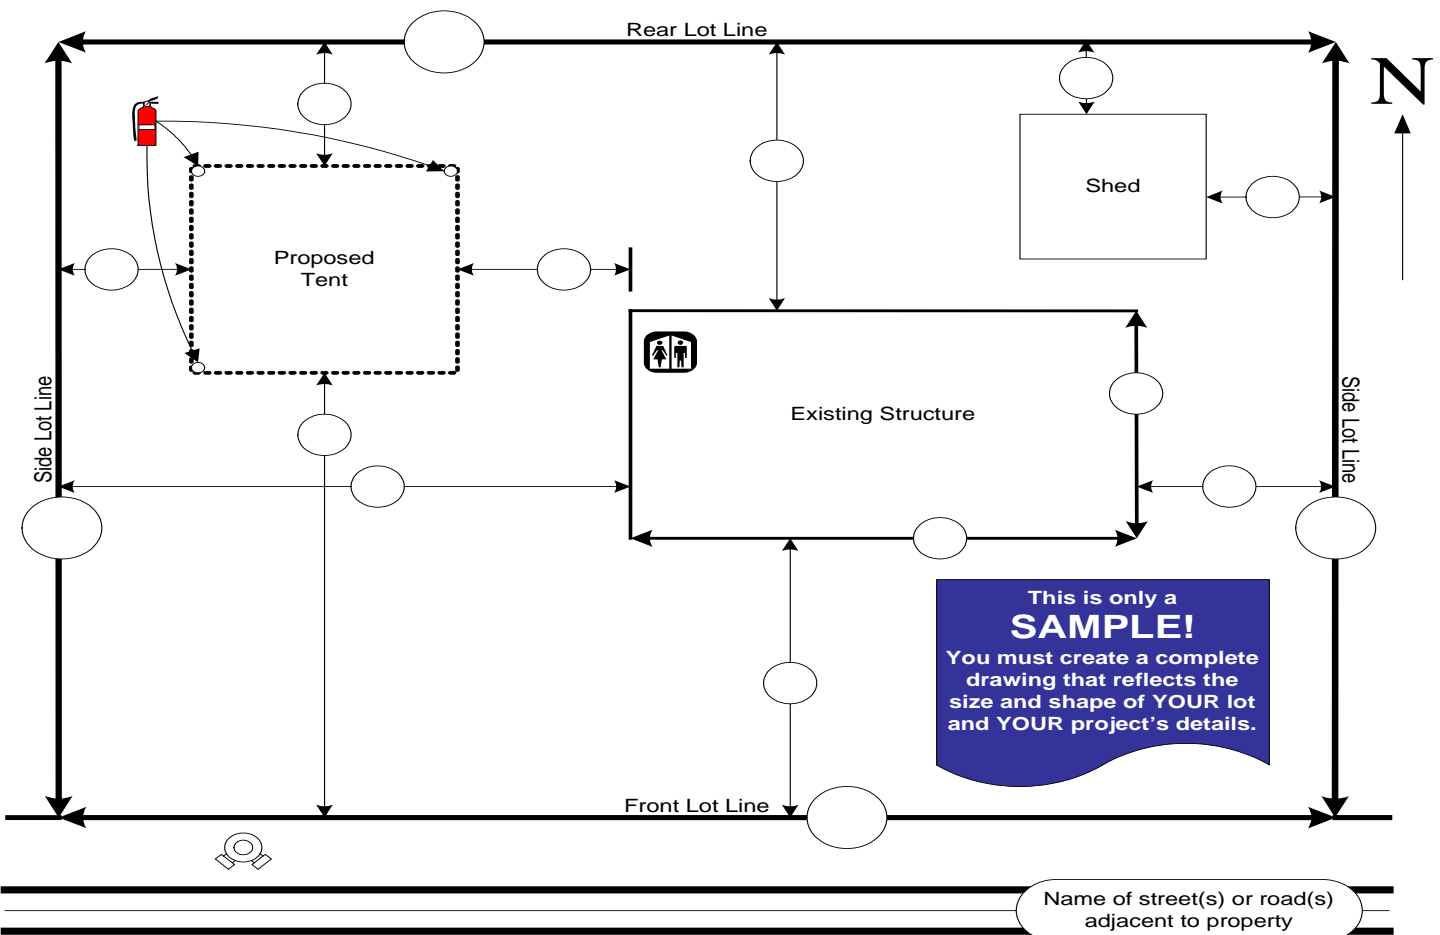 Rear Lot Line
N
Shed
Proposed
Tent
Existing Structure
Side Lot Line
Side Lot Line
This is only a
SAMPLE!
You must create a complete
drawing that reflects the
size and shape of YOUR lot
and YOUR project's details.
Front Lot Line
Name of street(s) or road(s)
adjacent to property